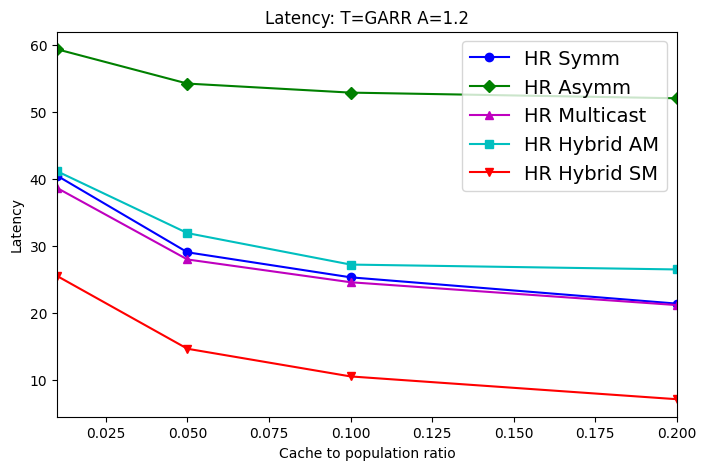 Latency: T=GARR A=1.2
60
50
40
30
20
10
Latency
HR Symm
HR Asymm
HR Multicast
HR Hybrid AM
HR Hybrid SM
0.025 0.050 0.075 0.100 0.125 0.150 0.175 0.200
Cache to population ratio